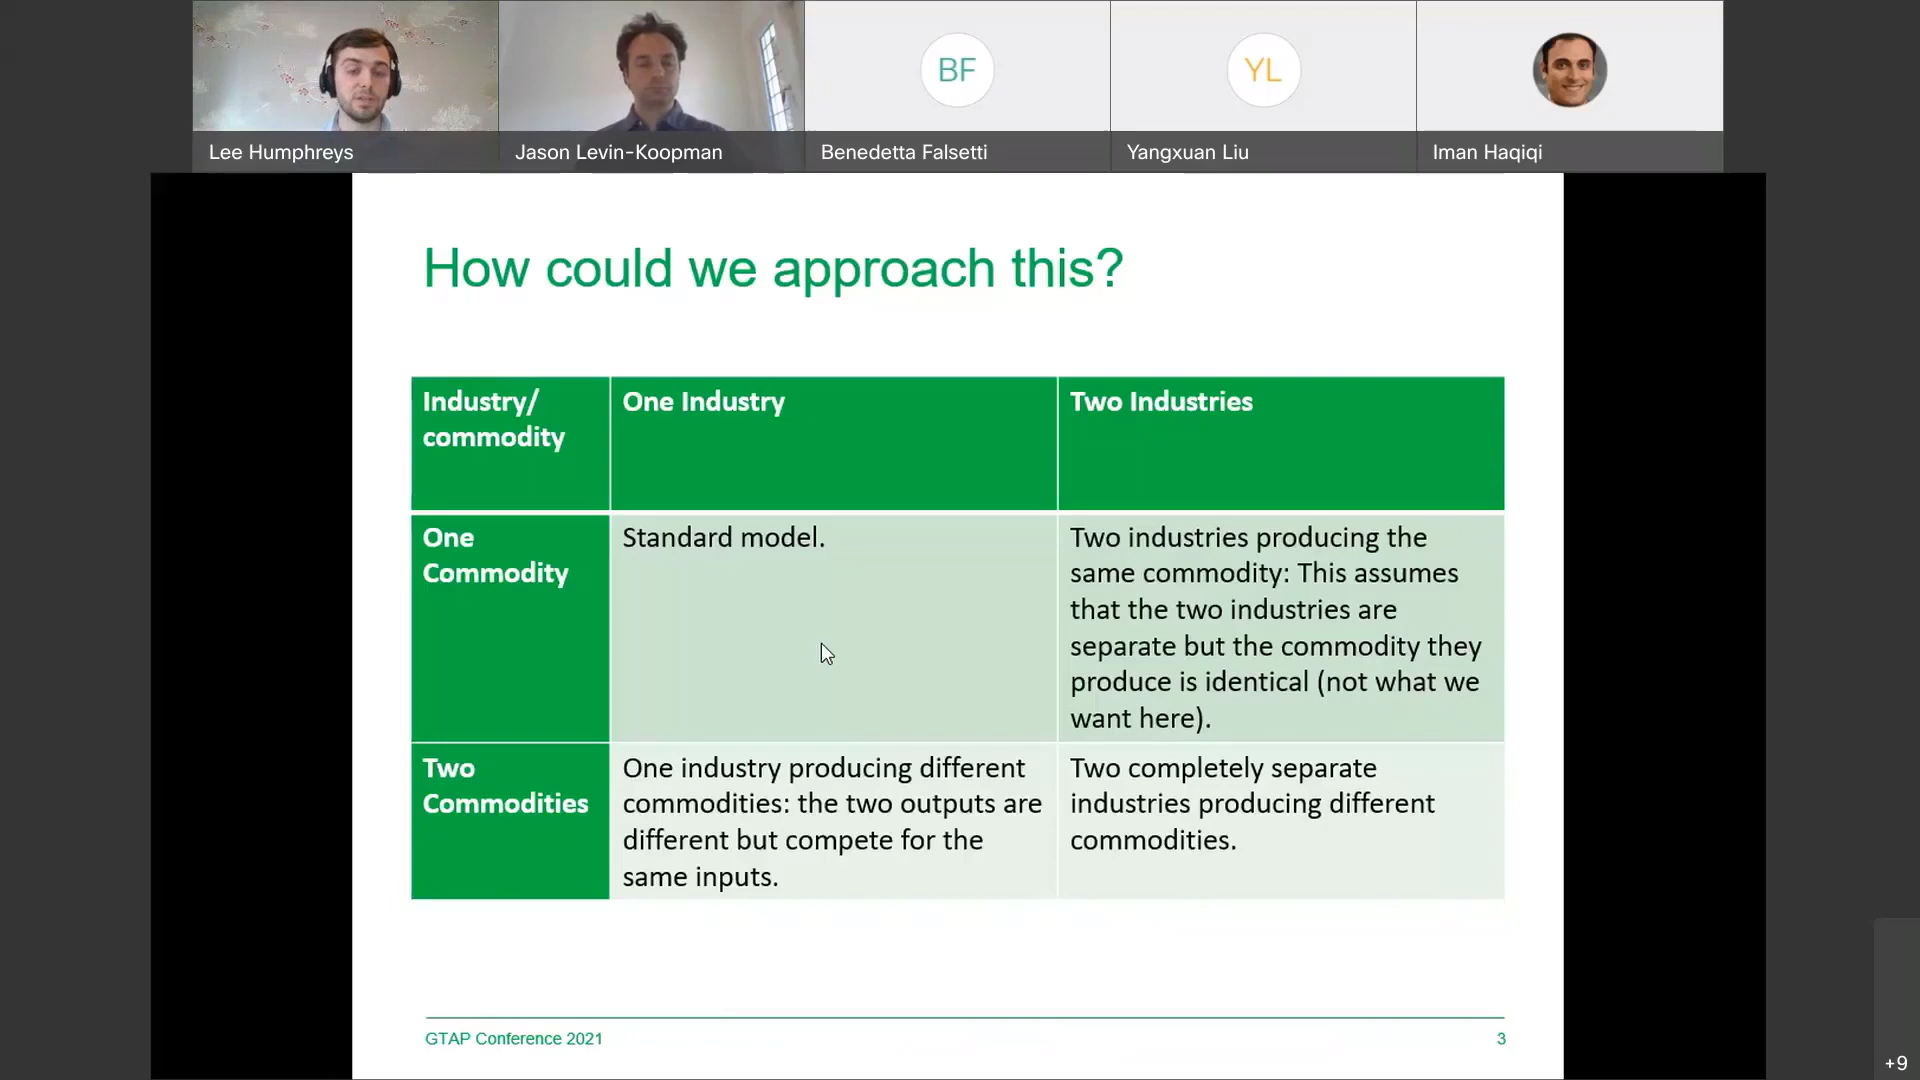 BF
YL
Lee Humphreys
Jason Levin-Koopman
Benedetta Falsetti
Yangxuan Liu
Iman Haqiqi
How could we approach this?
Industry/
commodity
One Industry
Two Industries
One
Commodity
Standard model.
Two industries producing the
same commodity: This assumes
that the two industries are
separate but the commodity they
produce is identical (not what we
want here).
Two
Commodities
One industry producing different
commodities: the two outputs are
different but compete for the
same inputs.
Two completely separate
industries producing different
commodities.
GTAP Conference 2021
3
+9